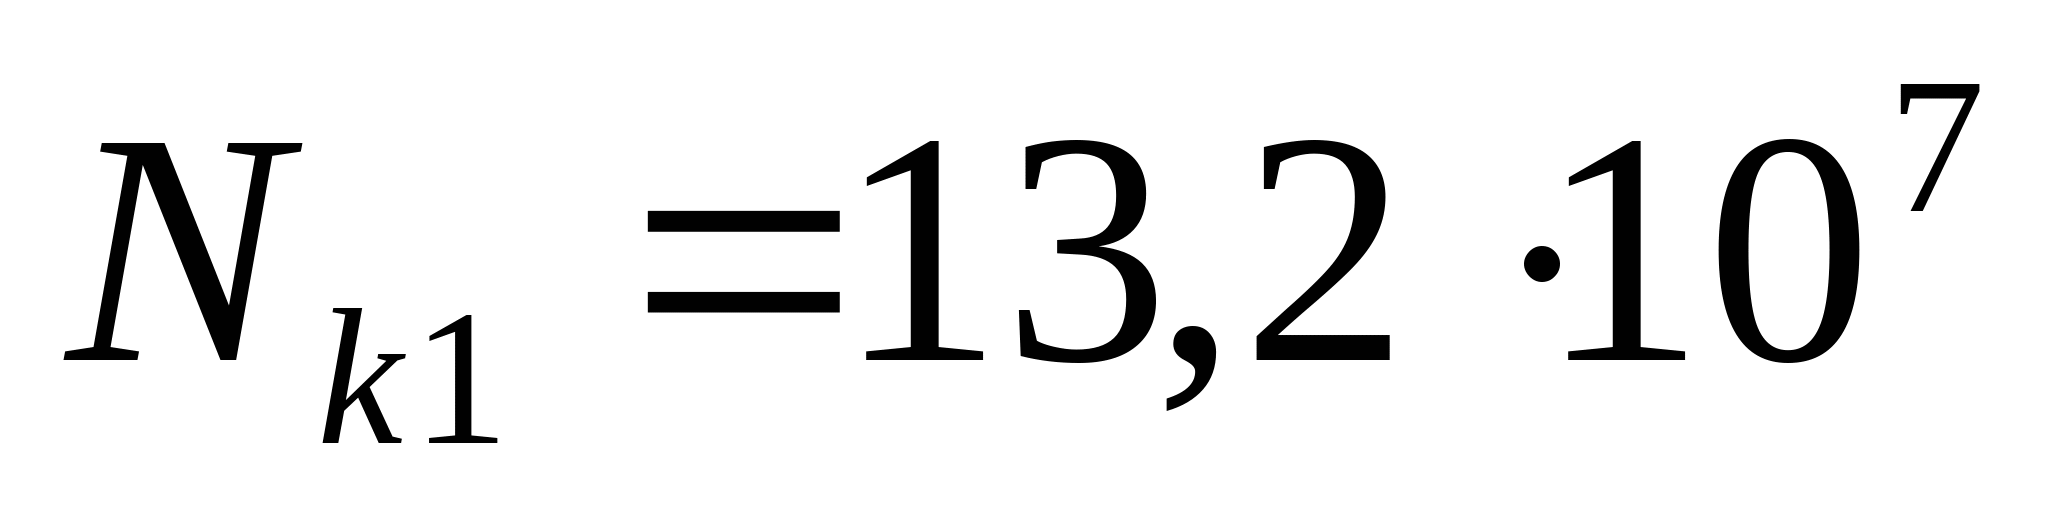 N_{k1} = 13,2 · 10^7